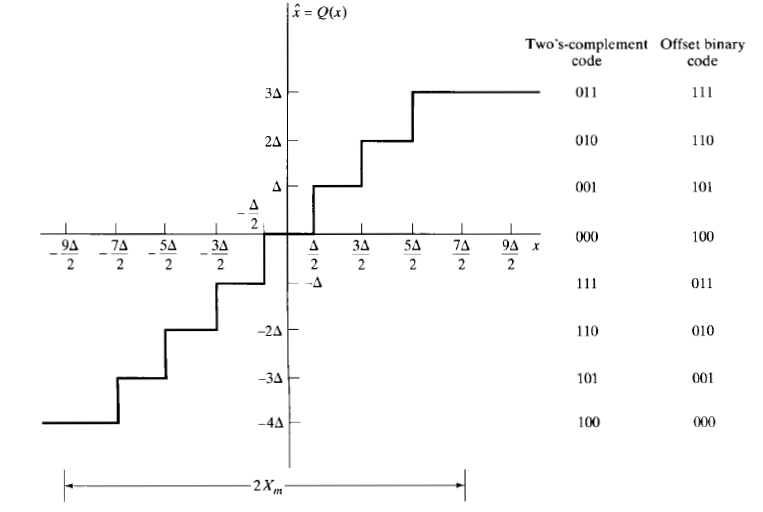 x̂ = Q(x)
Two's-complement code
Offset binary code
3Δ 011 111
2Δ 010 110
Δ 001 101
-Δ/2
-9Δ/2 -7Δ/2 -5Δ/2 -3Δ/2 Δ/2 3Δ/2 5Δ/2 7Δ/2 9Δ/2 x 000 100
-Δ 111 011
-2Δ 110 010
-3Δ 101 001
-4Δ 100 000
2Xₘ